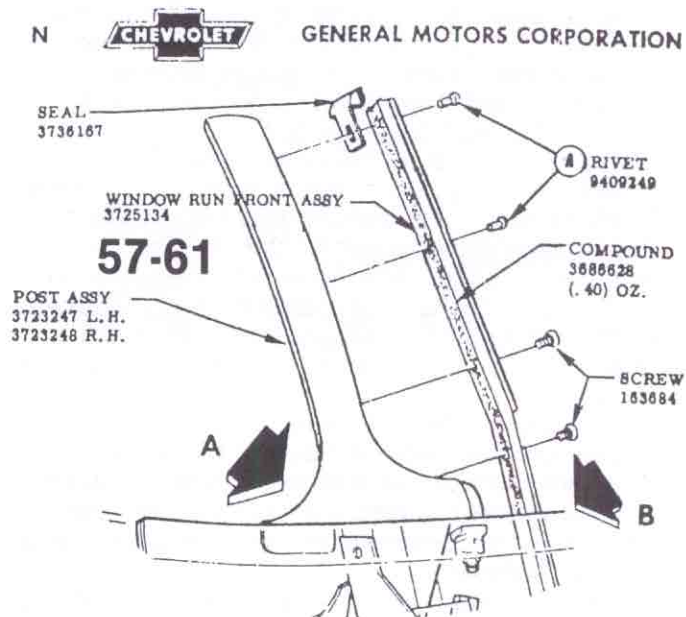 N CHEVROLET GENERAL MOTORS CORPORATION
SEAL
3736167
A RIVET
9409249
WINDOW RUN FRONT ASSY
3725134
57-61
COMPOUND
3686628
(.40) OZ.
POST ASSY
3723247 L.H.
3723248 R.H.
SCREW
153684
A
B